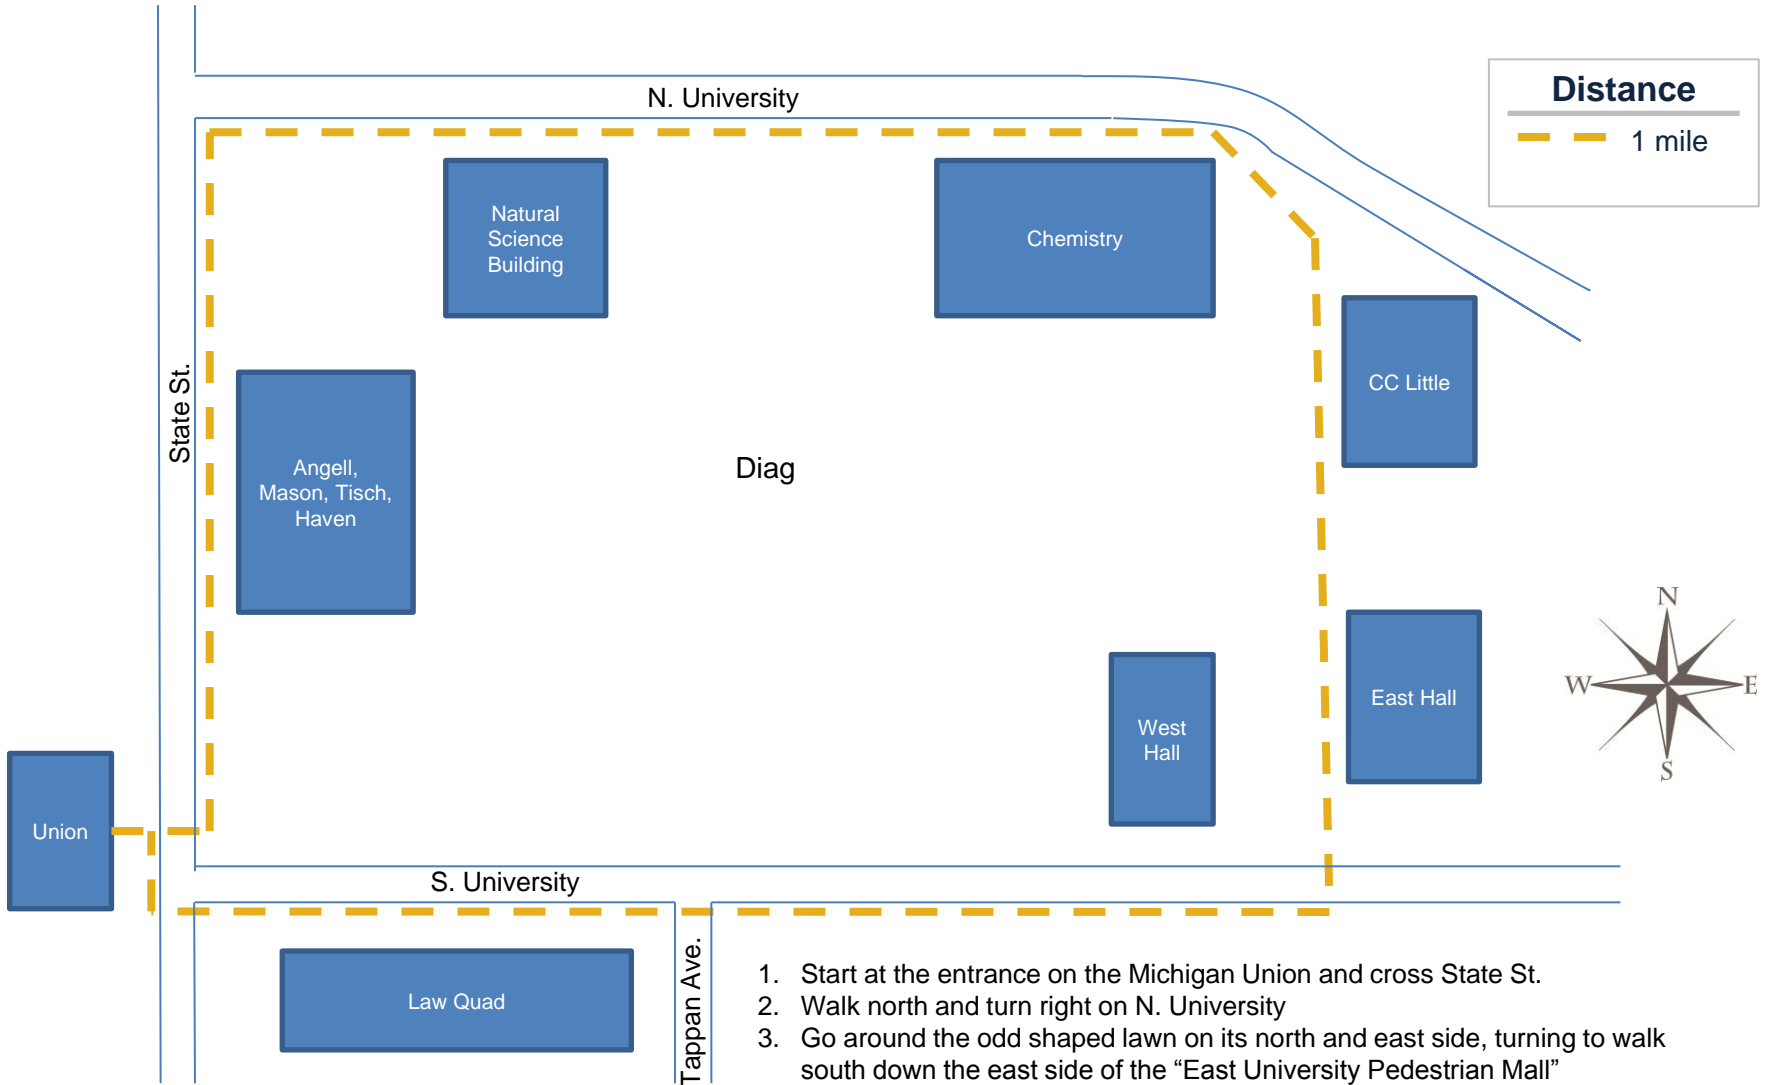 N. University
Distance
1 mile
Natural
Science
Building
Chemistry
State St.
CC Little
Angell,
Mason, Tisch,
Haven
Diag
N
W
E
S
East Hall
West
Hall
Union
S. University
Tappan Ave.
Law Quad
1. Start at the entrance on the Michigan Union and cross State St.
2. Walk north and turn right on N. University
3. Go around the odd shaped lawn on its north and east side, turning to walk
south down the east side of the “East University Pedestrian Mall”